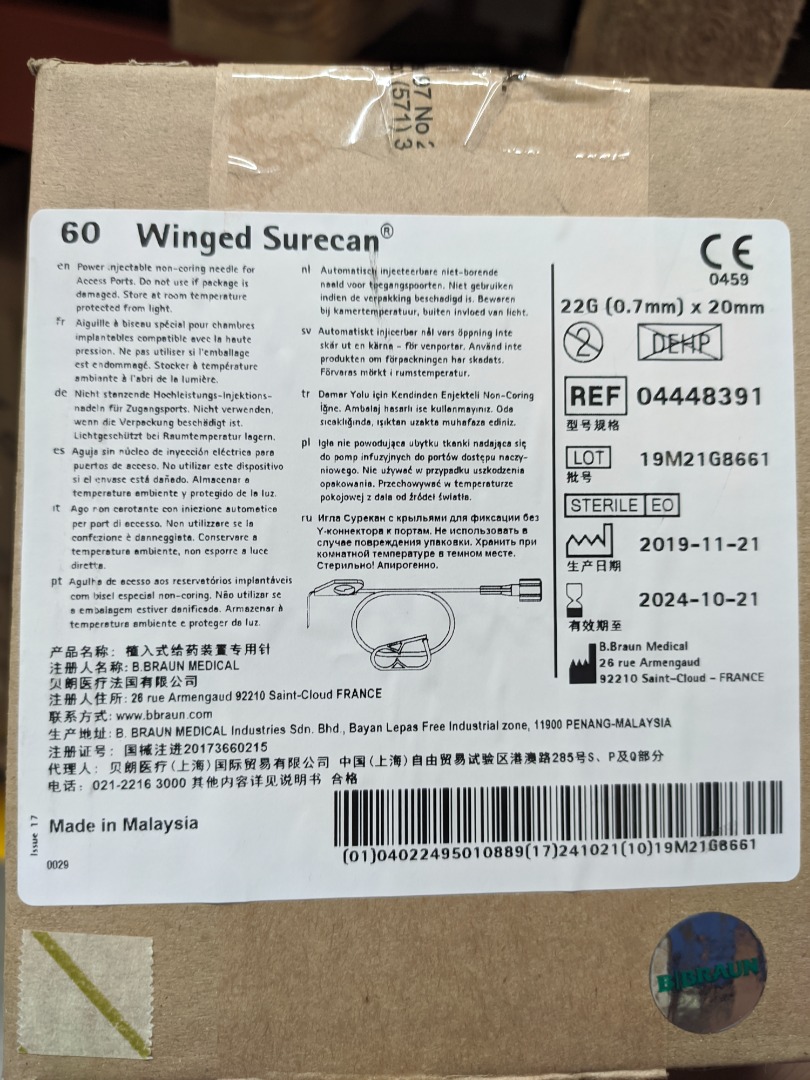 97 No
(571) 3
60 Winged Surecan®
en Power injectable non-coring needle for
Access Ports. Do not use if package is
damaged. Store at room temperature
protected from light.
fr Aiguille à biseau spécial pour chambres
implantables compatible avec la haute
pression. Ne pas utiliser si l'emballage
est endommagé. Stocker à température
ambiante à l'abri de la lumière.
de Nicht stanzende Hochleistungs-Injektions-
nadeln für Zugangsports. Nicht verwenden,
wenn die Verpackung beschädigt ist.
Lichtgeschützt bei Raumtemperatur lagern.
es Aguja sin núcleo de inyección eléctrica para
puertos de acceso. No utilizar este dispositivo
si el envase está dañado. Almacenar a
temperatura ambiente y protegido de la luz.
it Ago non carotante con iniezione automatica
per port di accesso. Non utilizzare se la
confezione è danneggiata. Conservare a
temperatura ambiente, non esporre a luce
diretta.
pt Agulha de acesso aos reservatórios implantáveis
com bisel especial non-coring. Não utilizar se
a embalagem estiver danificada. Armazenar à
temperatura ambiente e proteger da luz.
nl Automatisch injecteerbare niet-borende
naald voor toegangspoorten. Niet gebruiken
indien de verpakking beschadigd is. Bewaren
bij kamertemperatuur, buiten invloed van licht.
sv Automatiskt injicerbar nål vars öppning inte
skär ut en kärna – för venportar. Använd inte
produkten om förpackningen har skadats.
Förvaras mörkt i rumstemperatur.
tr Damar Yolu için Kendinden Enjekteli Non-Coring
İğne. Ambalaj hasarlı ise kullanmayınız. Oda
sıcaklığında, ışıktan uzakta muhafaza ediniz.
pl Igła nie powodująca ubytku tkanki nadająca się
do pomp infuzyjnych do portów dostępu naczy-
niowego. Nie używać w przypadku uszkodzenia
opakowania. Przechowywać w temperaturze
pokojowej z dala od źródeł światła.
ru Игла Сурекан с крыльями для фиксации без
Y-коннектора к портам. Не использовать в
случае повреждения упаковки. Хранить при
комнатной температуре в темном месте.
Стерильно! Апирогенно.
CE
0459
22G (0.7mm) x 20mm
2 DEHP
REF 04448391
型号规格
LOT 19M21G8661
批号
STERILE EO
2019-11-21
生产日期
2024-10-21
有效期至
B.Braun Medical
26 rue Armengaud
92210 Saint-Cloud - FRANCE
产品名称：植入式给药装置专用针
注册人名称: B.BRAUN MEDICAL
贝朗医疗法国有限公司
注册人住所: 26 rue Armengaud 92210 Saint-Cloud FRANCE
联系方式: www.bbraun.com
生产地址: B. BRAUN MEDICAL Industries Sdn. Bhd., Bayan Lepas Free Industrial zone, 11900 PENANG-MALAYSIA
注册证号：国械注进20173660215
代理人：贝朗医疗(上海)国际贸易有限公司 中国(上海)自由贸易试验区港澳路285号S、P及Q部分
电话：021-2216 3000 其他内容详见说明书 合格
Issue 17
Made in Malaysia
0029
(01)04022495010889(17)241021(10)19M21G8661
B|BRAUN